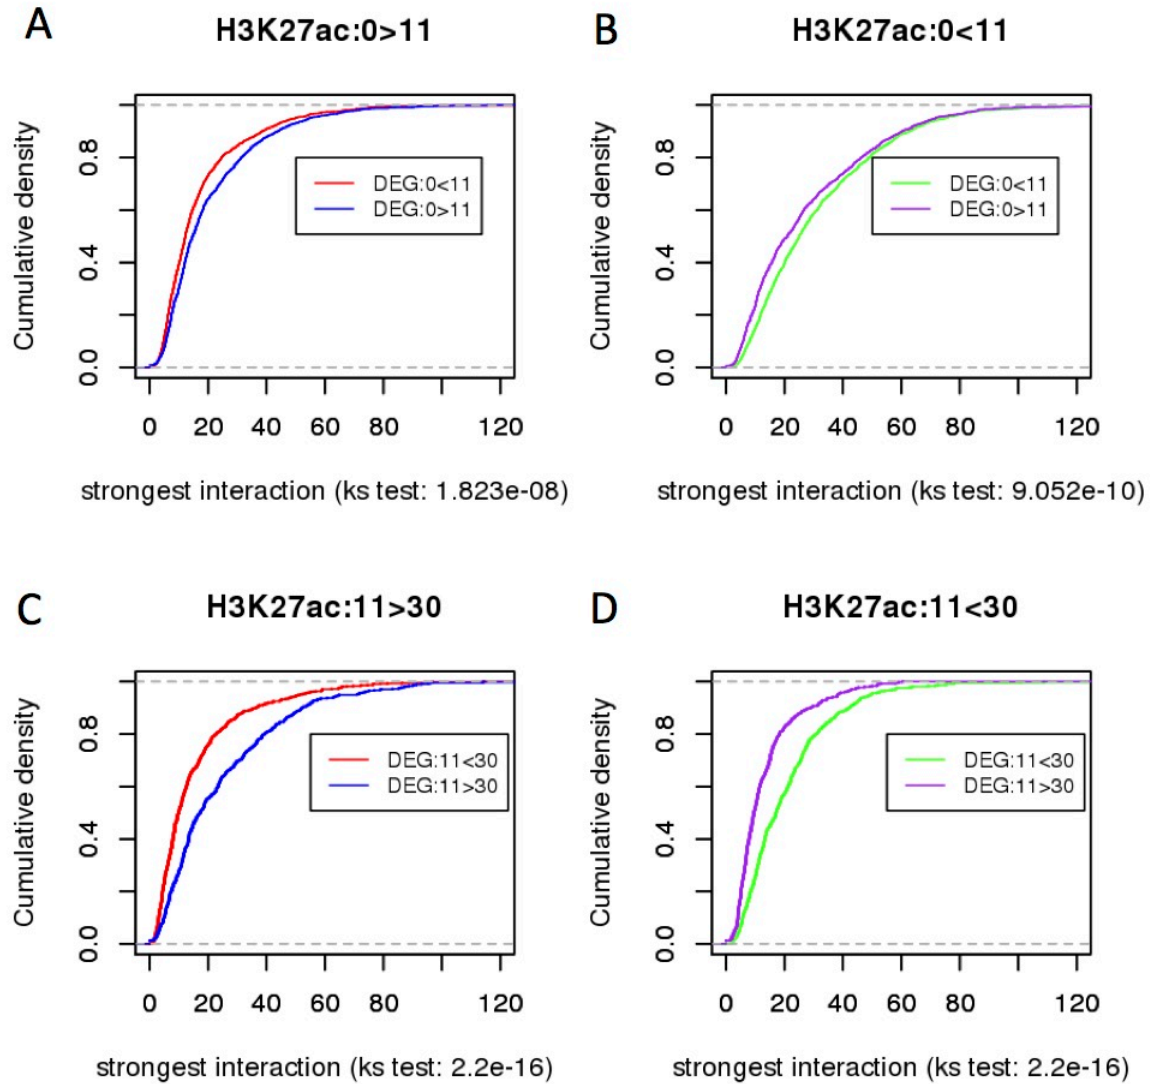 A
H3K27ac:0>11
Cumulative density
0.0 0.4 0.8
DEG:0<11
DEG:0>11
0 20 40 60 80 120
strongest interaction (ks test: 1.823e-08)
B
H3K27ac:0<11
Cumulative density
0.0 0.4 0.8
DEG:0<11
DEG:0>11
0 20 40 60 80 120
strongest interaction (ks test: 9.052e-10)
C
H3K27ac:11>30
Cumulative density
0.0 0.4 0.8
DEG:11<30
DEG:11>30
0 20 40 60 80 120
strongest interaction (ks test: 2.2e-16)
D
H3K27ac:11<30
Cumulative density
0.0 0.4 0.8
DEG:11<30
DEG:11>30
0 20 40 60 80 120
strongest interaction (ks test: 2.2e-16)